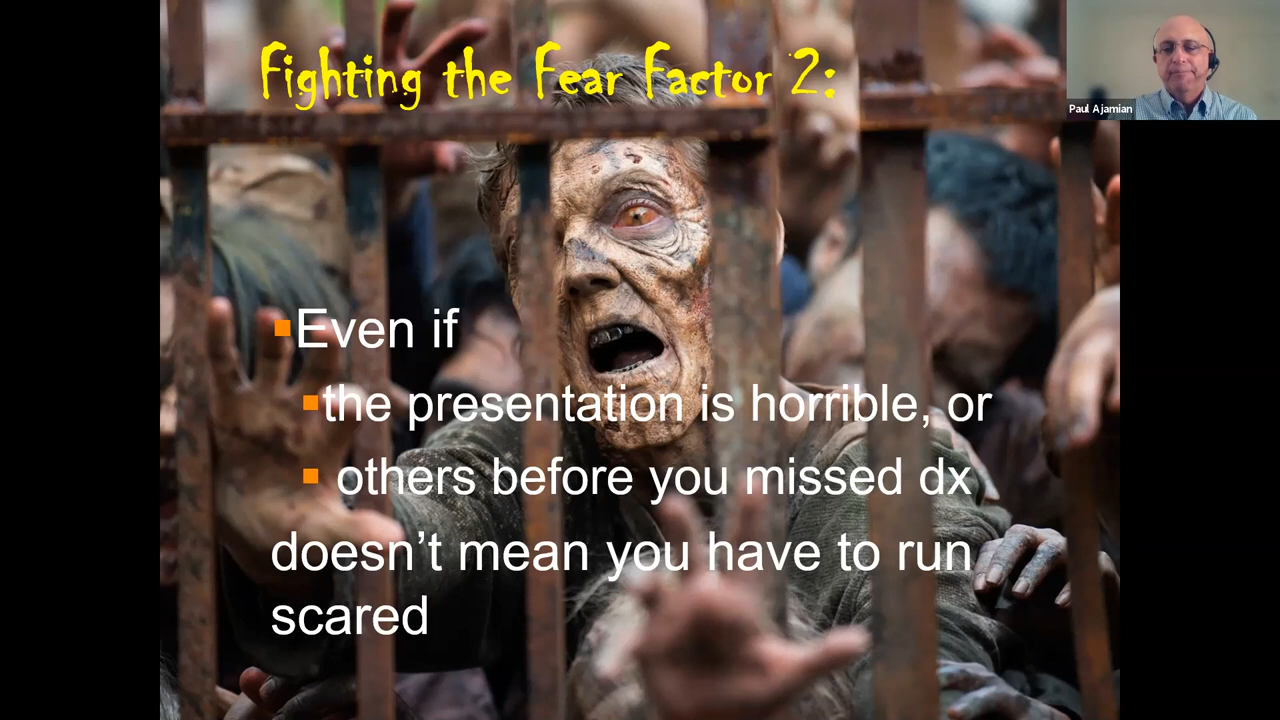 Fighting the Fear Factor 2:
Paul Ajamian
Even if
the presentation is horrible, or
others before you missed dx
doesn’t mean you have to run
scared